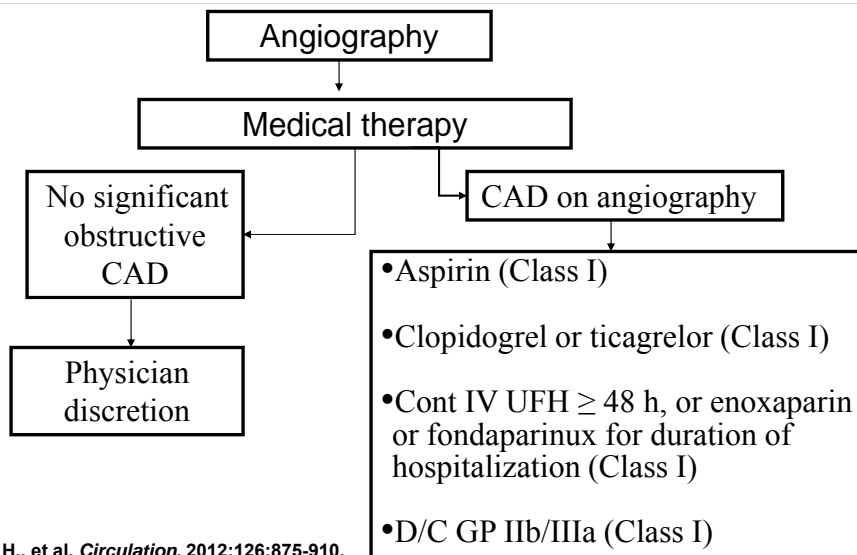 Angiography
Medical therapy
No significant
obstructive
CAD
Physician
discretion
CAD on angiography
•Aspirin (Class I)
•Clopidogrel or ticagrelor (Class I)
•Cont IV UFH ≥ 48 h, or enoxaparin
or fondaparinux for duration of
hospitalization (Class I)
•D/C GP IIb/IIIa (Class I)
H., et al. Circulation. 2012;126:875-910.